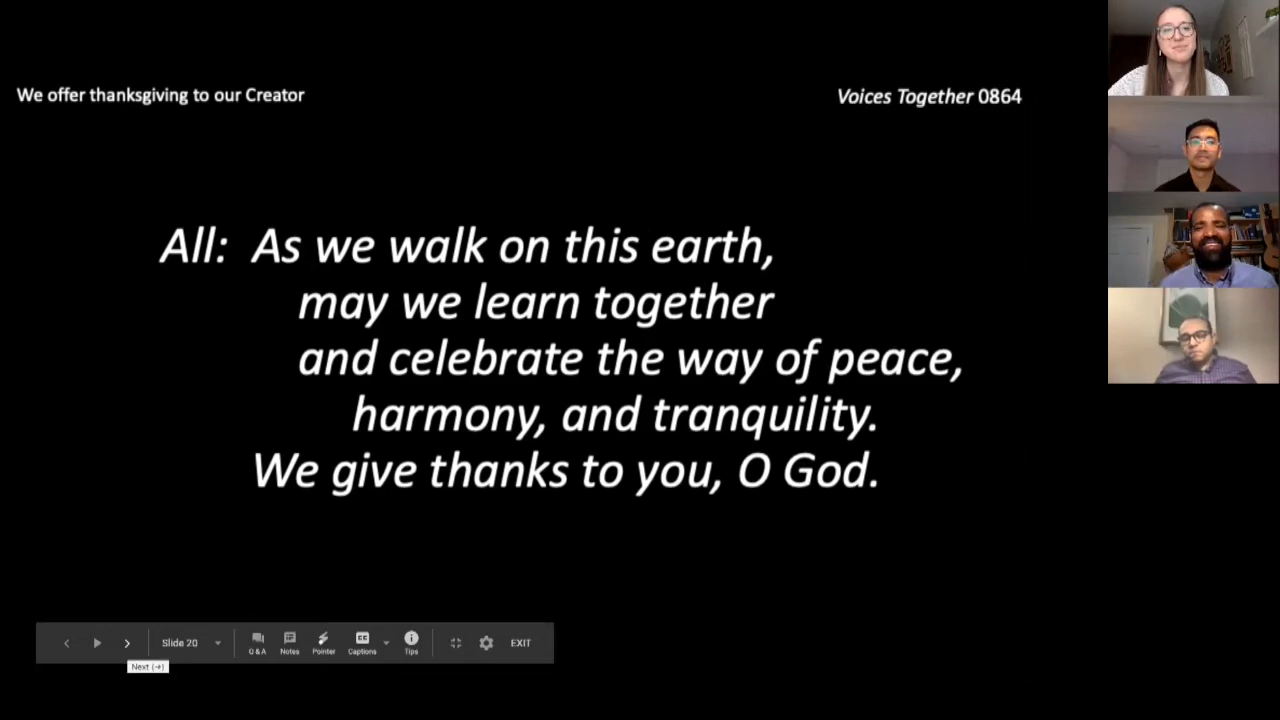 We offer thanksgiving to our Creator
Voices Together 0864
All: As we walk on this earth,
may we learn together
and celebrate the way of peace,
harmony, and tranquility.
We give thanks to you, O God.
Slide 20
Q & A
Notes
Pointer
CC
Captions
Tips
EXIT
Next (→)